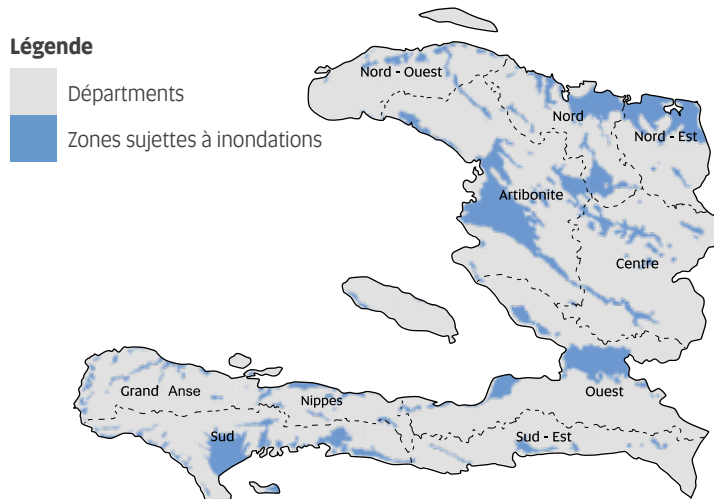 Légende
Départments
Zones sujettes à inondations
Nord - Ouest
Nord
Nord - Est
Artibonite
Centre
Ouest
Grand Anse
Nippes
Sud
Sud - Est